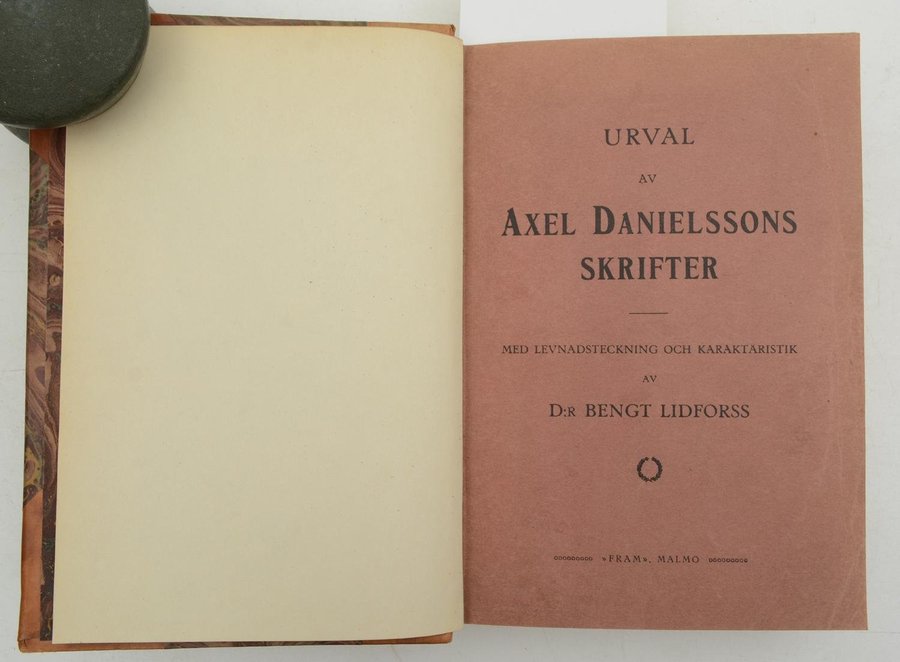 URVAL
AV
AXEL DANIELSSONS
SKRIFTER
MED LEVNADSTECKNING OCH KARAKTÄRISTIK
AV
D:R BENGT LIDFORSS
»FRAM», MALMÖ